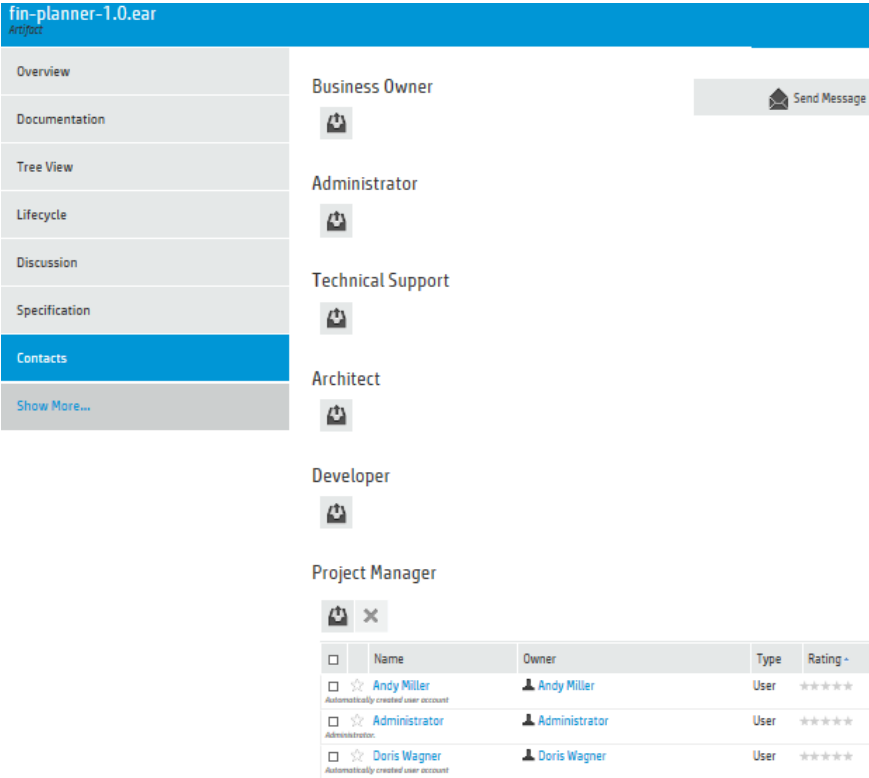 fin-planner-1.0.ear
Artifact
Overview
Documentation
Tree View
Lifecycle
Discussion
Specification
Contacts
Show More...
Send Message
Business Owner
Administrator
Technical Support
Architect
Developer
Project Manager
Name Owner Type Rating
Andy Miller Andy Miller User
Automatically created user account
Administrator Administrator User
Administrator.
Doris Wagner Doris Wagner User
Automatically created user account